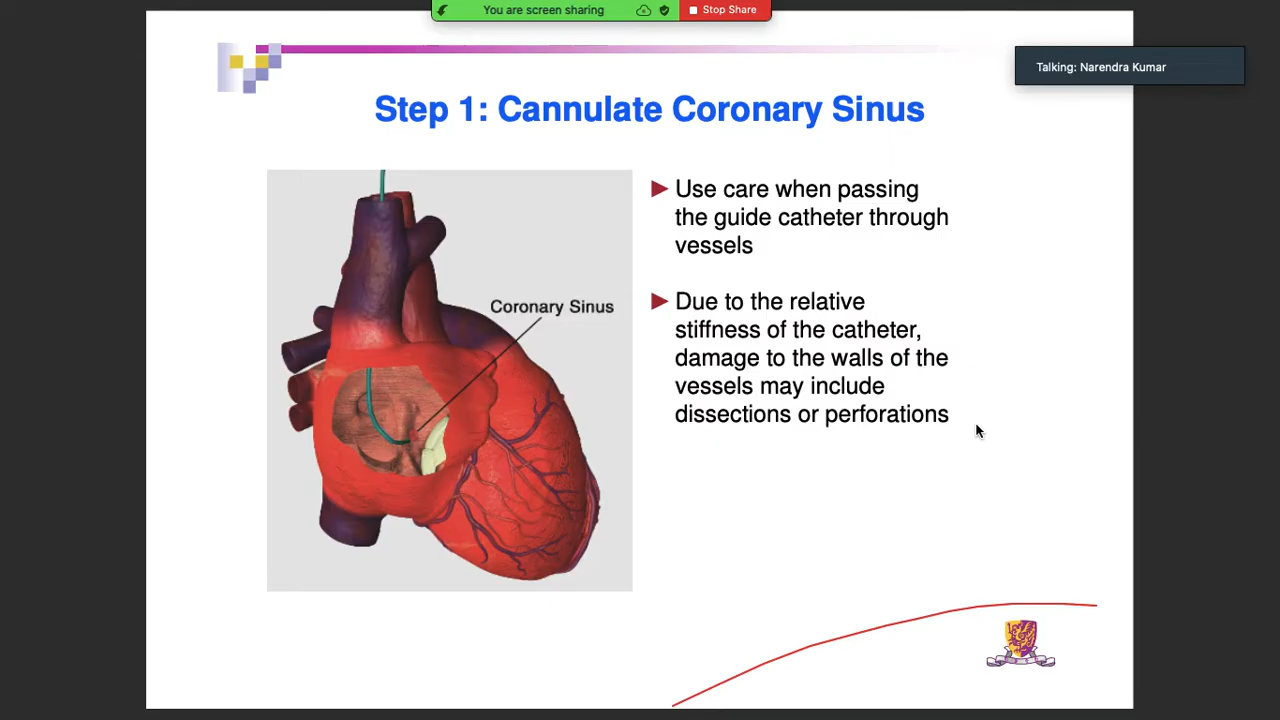 You are screen sharing
Stop Share
Talking: Narendra Kumar
Step 1: Cannulate Coronary Sinus
Use care when passing
the guide catheter through
vessels
Coronary Sinus
Due to the relative
stiffness of the catheter,
damage to the walls of the
vessels may include
dissections or perforations